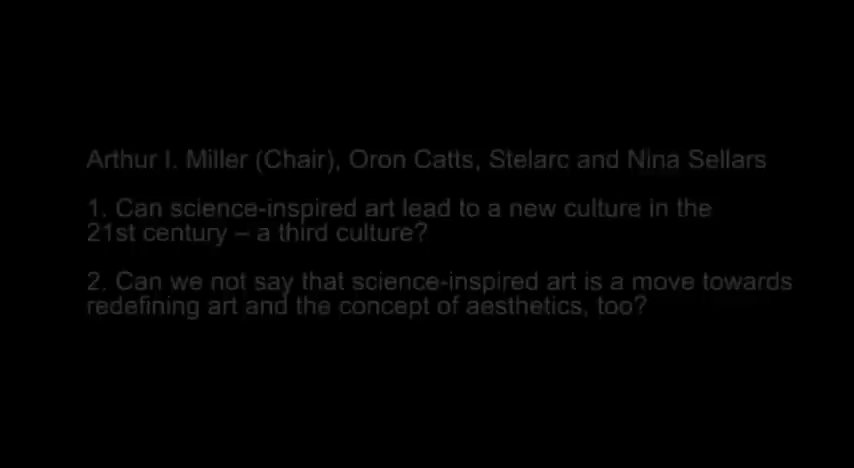 Arthur I. Miller (Chair), Oron Catts, Stelarc and Nina Sellars
1. Can science-inspired art lead to a new culture in the
21st century – a third culture?
2. Can we not say that science-inspired art is a move towards
redefining art and the concept of aesthetics, too?